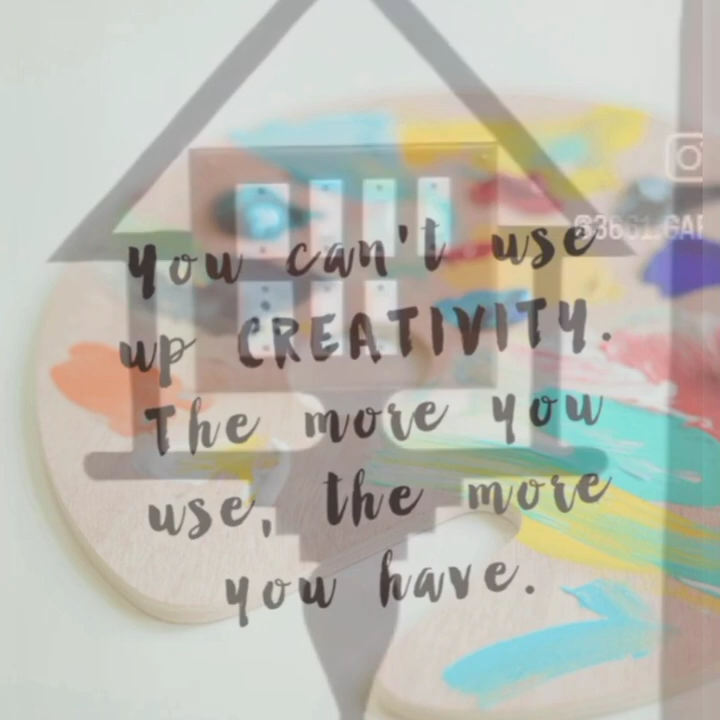 you can't use
up CREATIVITY.
The more you
use, the more
you have.